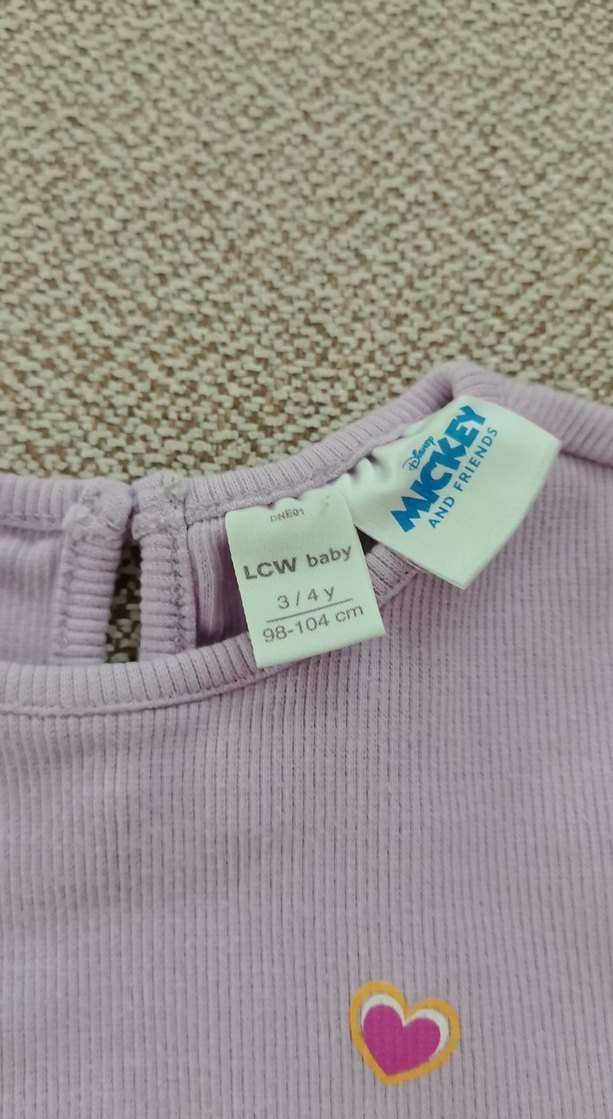 DNE01
LCW baby
3 / 4 y
98-104 cm
Disney
MICKEY
AND FRIENDS